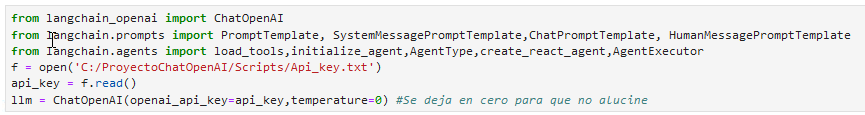 from langchain_openai import ChatOpenAI
from langchain.prompts import PromptTemplate, SystemMessagePromptTemplate,ChatPromptTemplate, HumanMessagePromptTemplate
from langchain.agents import load_tools,initialize_agent,AgentType,create_react_agent,AgentExecutor
f = open('C:/ProyectoChatOpenAI/Scripts/Api_key.txt')
api_key = f.read()
llm = ChatOpenAI(openai_api_key=api_key,temperature=0) #Se deja en cero para que no alucine